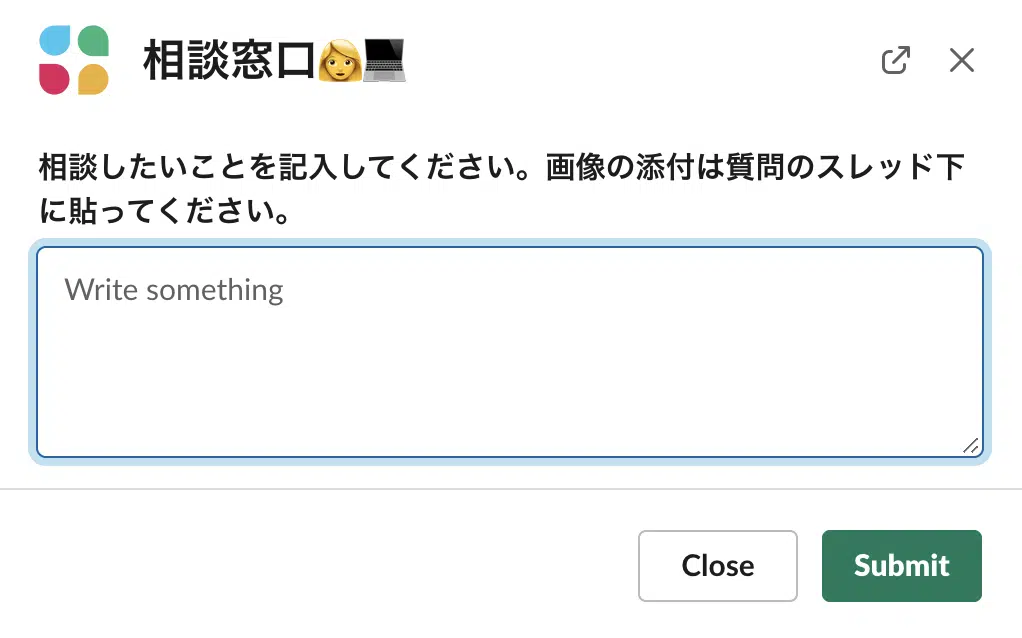 相談窓口👩💻
相談したいことを記入してください。画像の添付は質問のスレッド下
に貼ってください。
Write something
Close
Submit